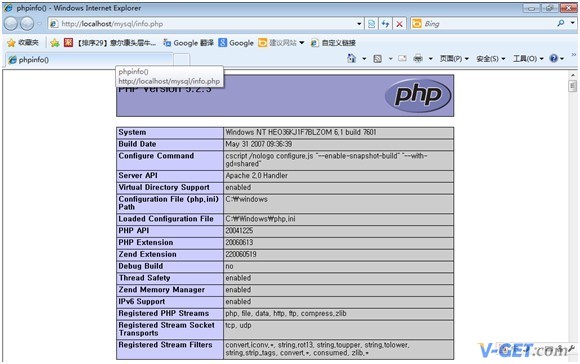 phpinfo() - Windows Internet Explorer
http://localhost/mysql/info.php
Bing
收藏夹 【排序29】意尔康头层牛... Google 翻译 Google 建议网站 自定义链接
phpinfo()
页面(P) 安全(S) 工具(O)
phpinfo()
http://localhost/mysql/info.php
PHP Version 5.2.3
php
System Windows NT HEO36KJ1F7BLZOM 6,1 build 7601
Build Date May 31 2007 09:36:39
Configure Command cscript /nologo configure,js "--enable-snapshot-build" "--with-
gd=shared"
Server API Apache 2,0 Handler
Virtual Directory Support enabled
Configuration File (php,ini) C:₩windows
Path
Loaded Configuration File C:₩Windows₩php,ini
PHP API 20041225
PHP Extension 20060613
Zend Extension 220060519
Debug Build no
Thread Safety enabled
Zend Memory Manager enabled
IPv6 Support enabled
Registered PHP Streams php, file, data, http, ftp, compress,zlib
Registered Stream Socket tcp, udp
Transports
Registered Stream Filters convert,iconv,*, string,rot13, string,toupper, string,tolower,
string,strip_tags, convert,*, consumed, zlib,*
V-GET.com